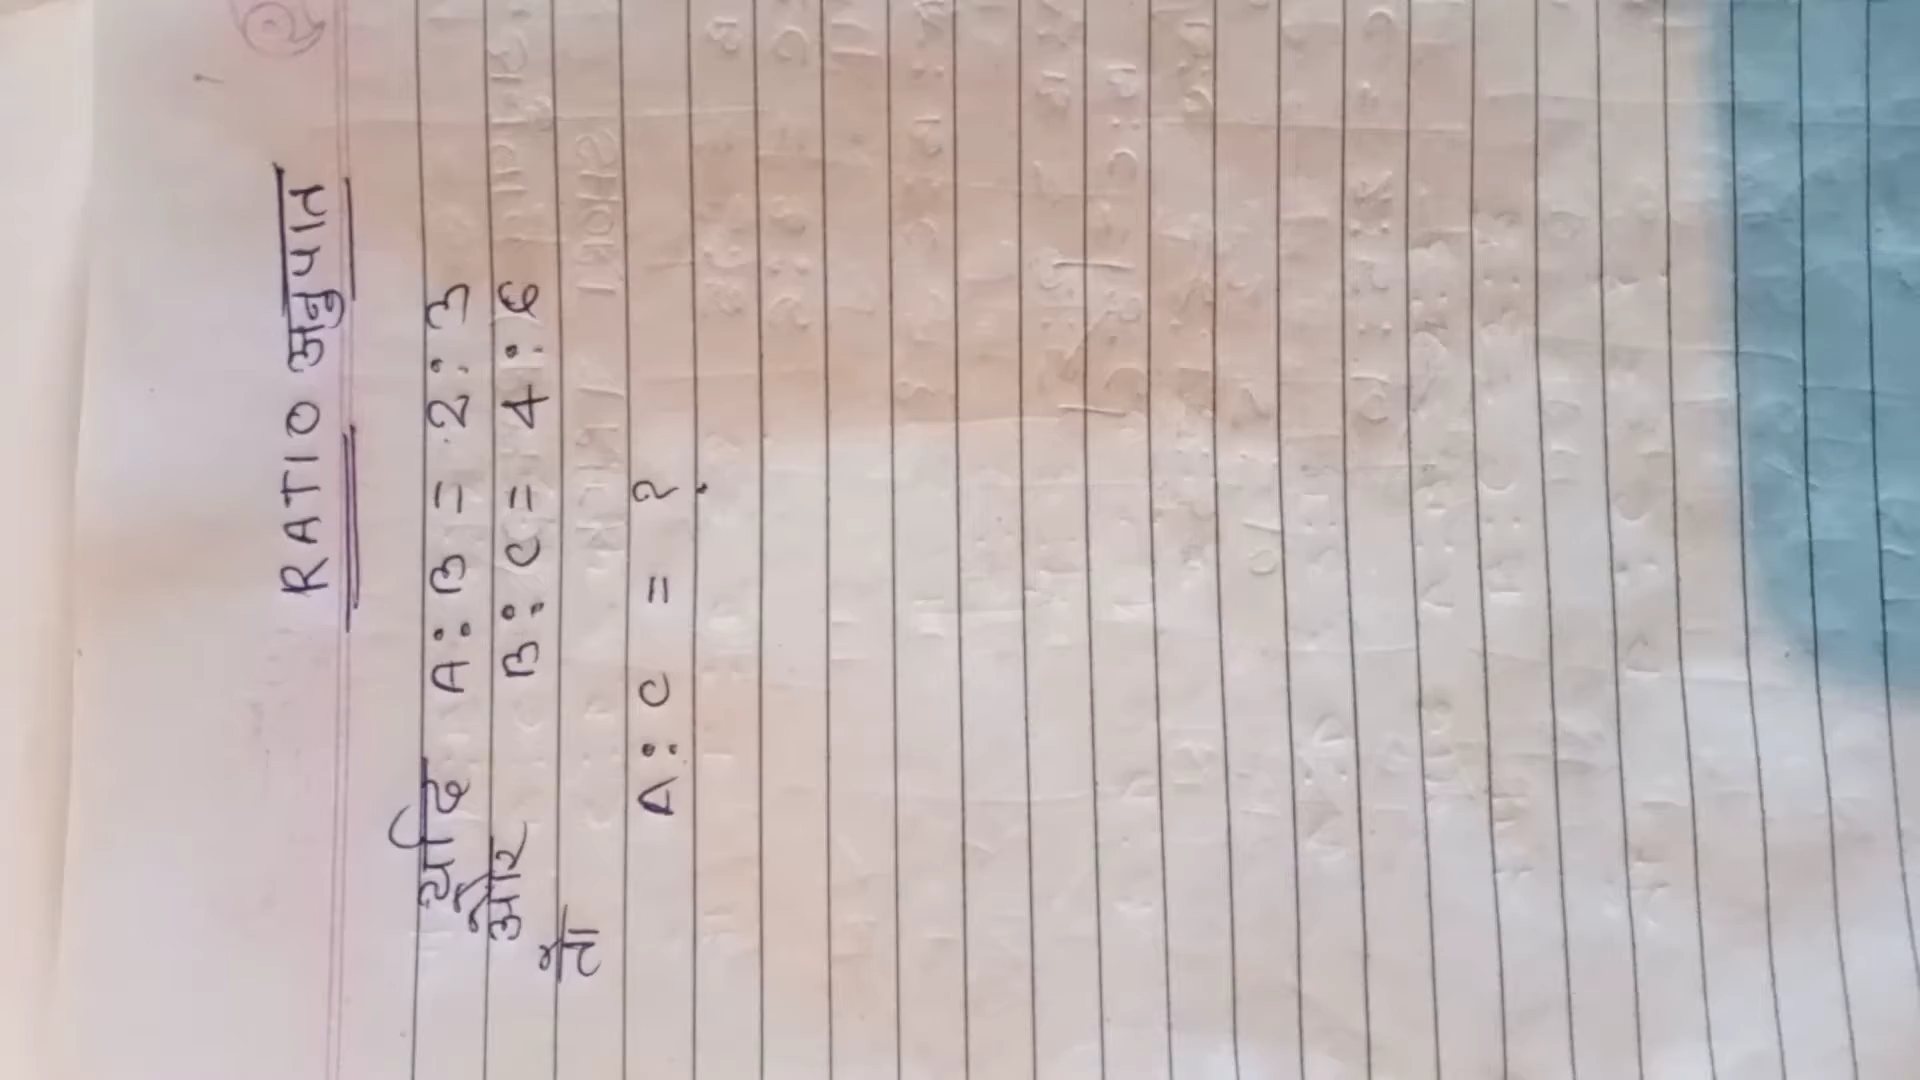 RATIO अनुपात
यदि A:B = 2:3
और B:C = 4:6
तो
A:C = ?